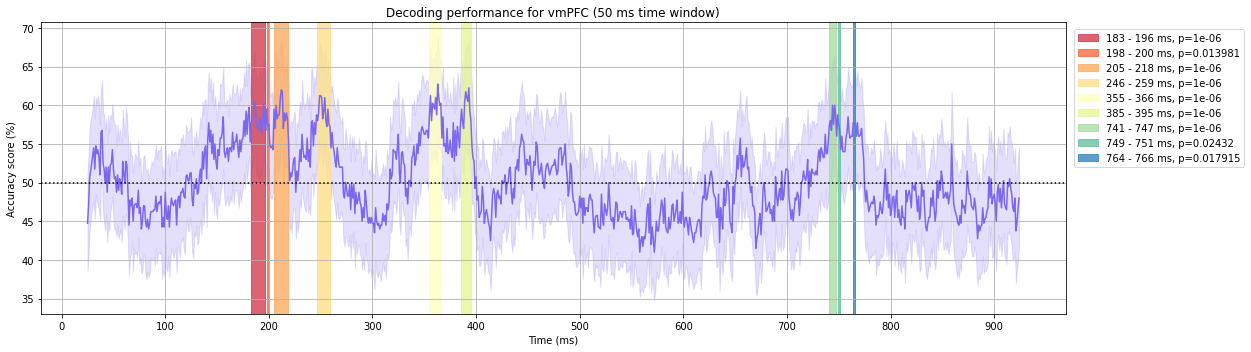 Decoding performance for vmPFC (50 ms time window)
Accuracy score (%)
70
65
60
55
50
45
40
35
0 100 200 300 400 500 600 700 800 900
Time (ms)
183 - 196 ms, p=1e-06
198 - 200 ms, p=0.013981
205 - 218 ms, p=1e-06
246 - 259 ms, p=1e-06
355 - 366 ms, p=1e-06
385 - 395 ms, p=1e-06
741 - 747 ms, p=1e-06
749 - 751 ms, p=0.02432
764 - 766 ms, p=0.017915